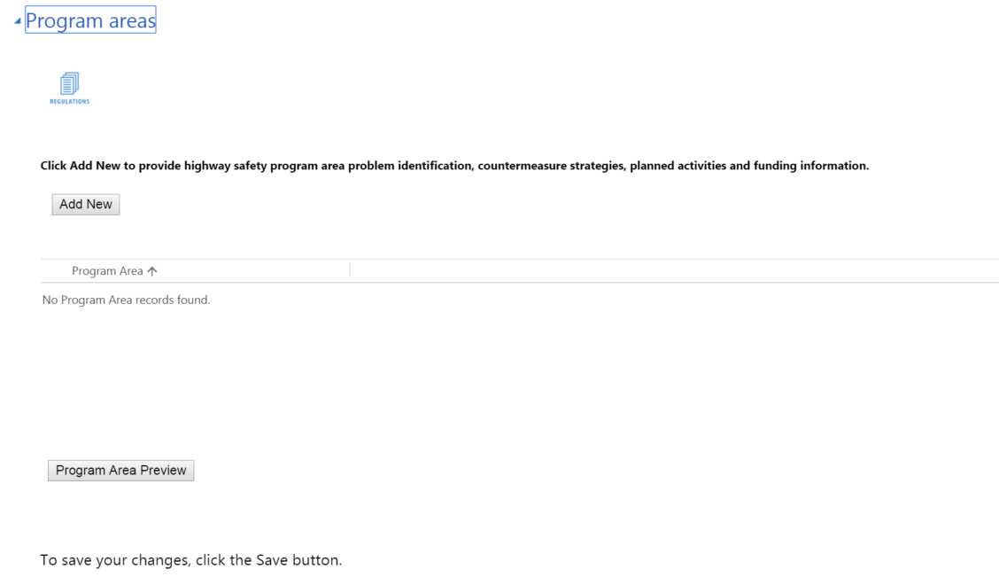 Program areas
REGULATIONS
Click Add New to provide highway safety program area problem identification, countermeasure strategies, planned activities and funding information.
Add New
Program Area ↑
No Program Area records found.
Program Area Preview
To save your changes, click the Save button.